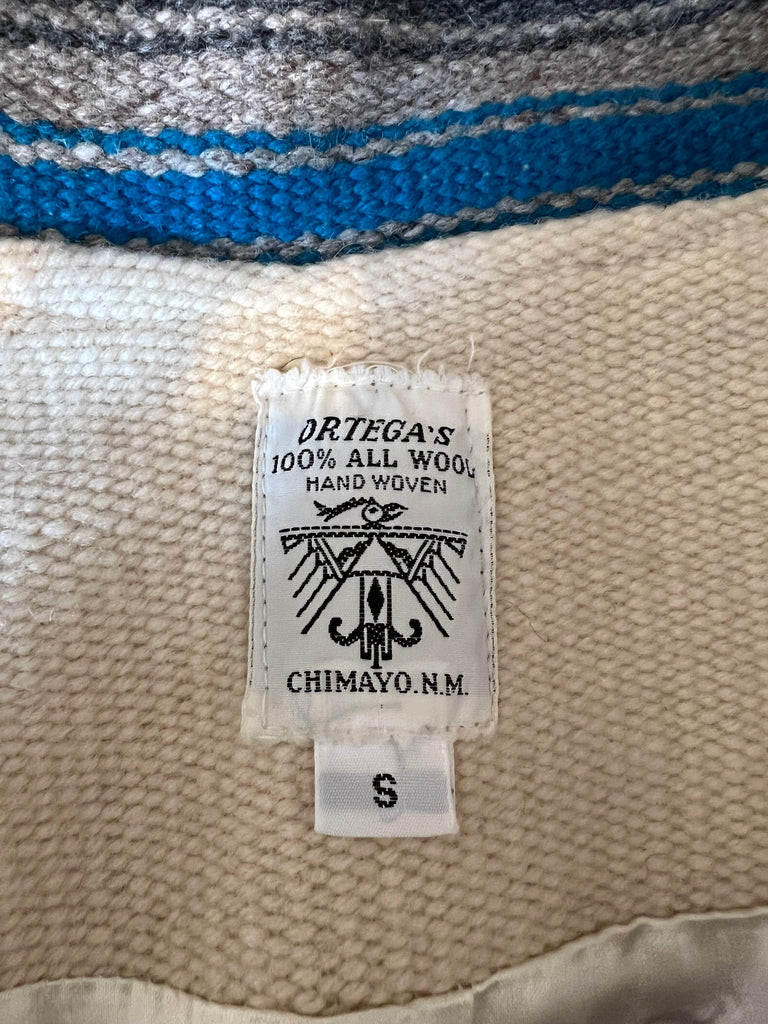 ORTEGA'S
100% ALL WOOL
HAND WOVEN
CHIMAYO.N.M.
S